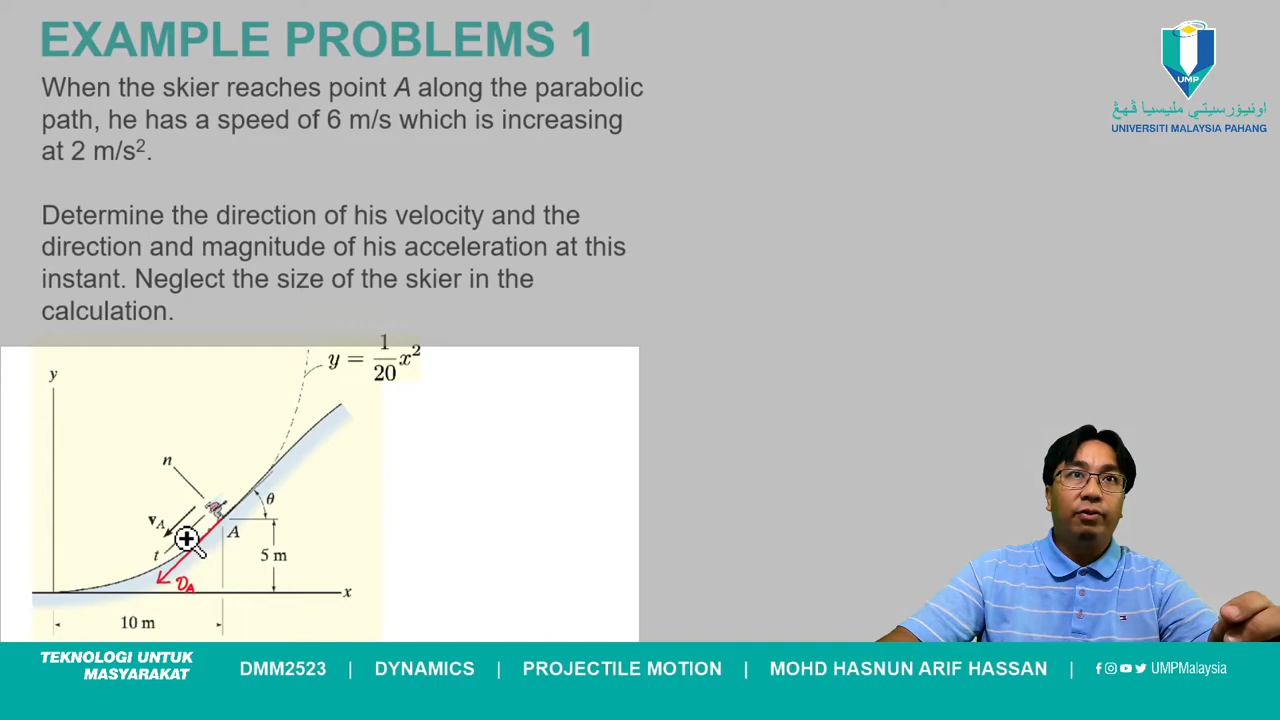 EXAMPLE PROBLEMS 1
When the skier reaches point A along the parabolic
path, he has a speed of 6 m/s which is increasing
at 2 m/s².
Determine the direction of his velocity and the
direction and magnitude of his acceleration at this
instant. Neglect the size of the skier in the
calculation.
UMP
اونيۏرسيتي مليسيا ڤهڠ
UNIVERSITI MALAYSIA PAHANG
y = 1/20 x²
y
n
θ
v_A
A
t
5 m
v_A
x
10 m
TEKNOLOGI UNTUK
MASYARAKAT
DMM2523 | DYNAMICS | PROJECTILE MOTION | MOHD HASNUN ARIF HASSAN | UMPMalaysia